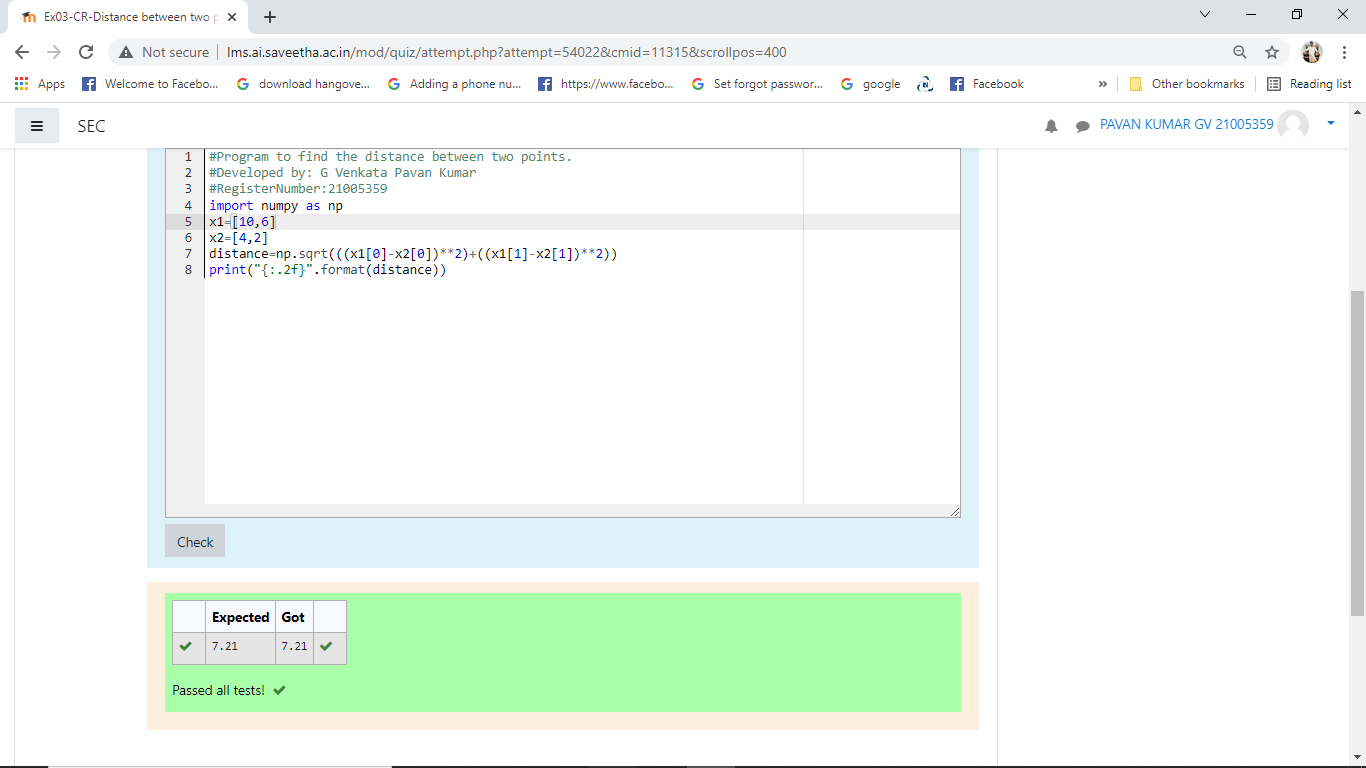 Ex03-CR-Distance between two p
Not secure lms.ai.saveetha.ac.in/mod/quiz/attempt.php?attempt=54022&cmid=11315&scrollpos=400
Apps Welcome to Facebo... download hangove... Adding a phone nu... https://www.facebo... Set forgot passwor... google Facebook » Other bookmarks Reading list
SEC PAVAN KUMAR GV 21005359
1 #Program to find the distance between two points.
2 #Developed by: G Venkata Pavan Kumar
3 #RegisterNumber:21005359
4 import numpy as np
5 x1=[10,6]
6 x2=[4,2]
7 distance=np.sqrt(((x1[0]-x2[0])**2)+((x1[1]-x2[1])**2))
8 print("{:.2f}".format(distance))
Check
Expected Got
7.21 7.21
Passed all tests!